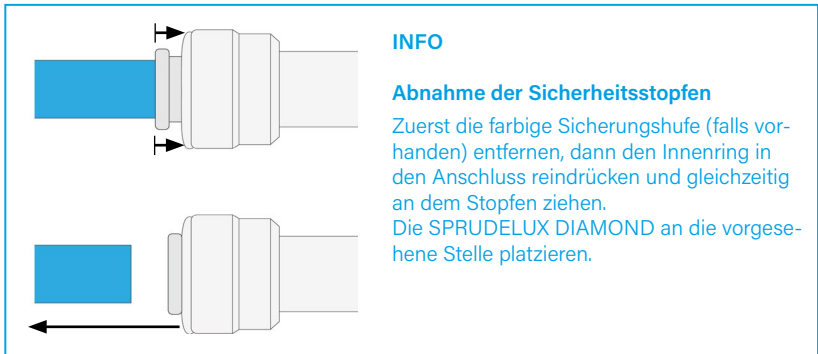 INFO
Abnahme der Sicherheitsstopfen
Zuerst die farbige Sicherungshufe (falls vor-
handen) entfernen, dann den Innenring in
den Anschluss reindrücken und gleichzeitig
an dem Stopfen ziehen.
Die SPRUDELUX DIAMOND an die vorgese-
hene Stelle platzieren.